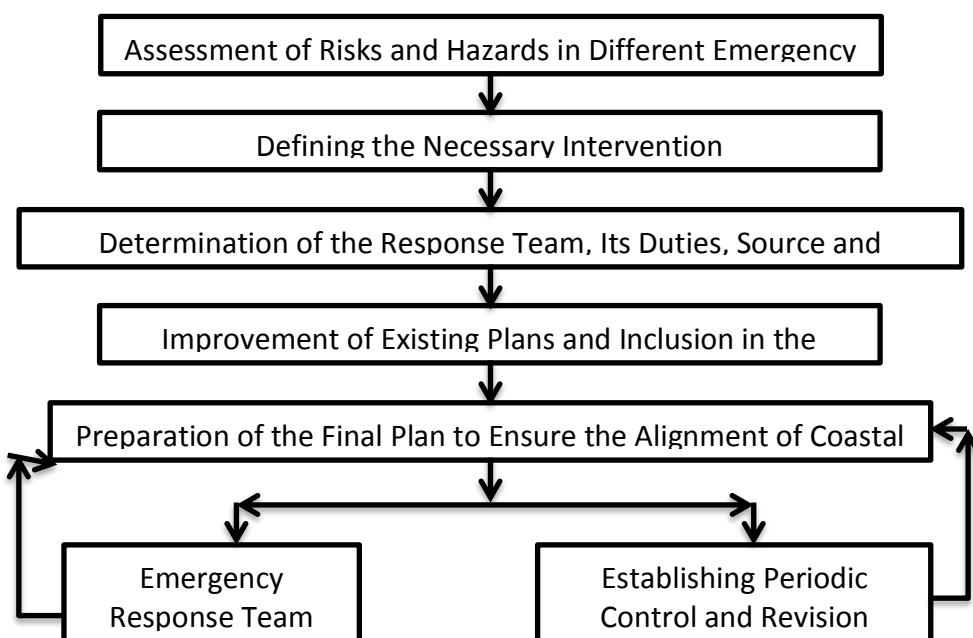 Assessment of Risks and Hazards in Different Emergency
Defining the Necessary Intervention
Determination of the Response Team, Its Duties, Source and
Improvement of Existing Plans and Inclusion in the
Preparation of the Final Plan to Ensure the Alignment of Coastal
Emergency
Response Team
Establishing Periodic
Control and Revision